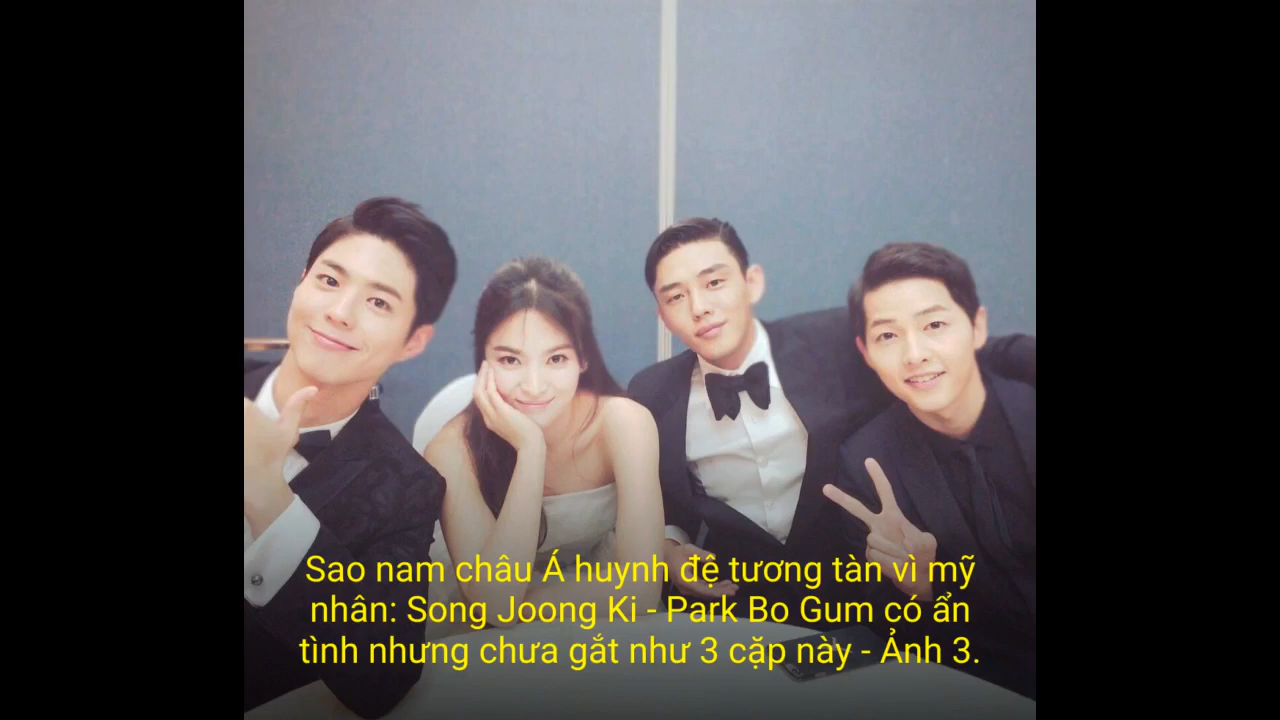 Sao nam châu Á huynh đệ tương tàn vì mỹ
nhân: Song Joong Ki - Park Bo Gum có ẩn
tình nhưng chưa gắt như 3 cặp này - Ảnh 3.